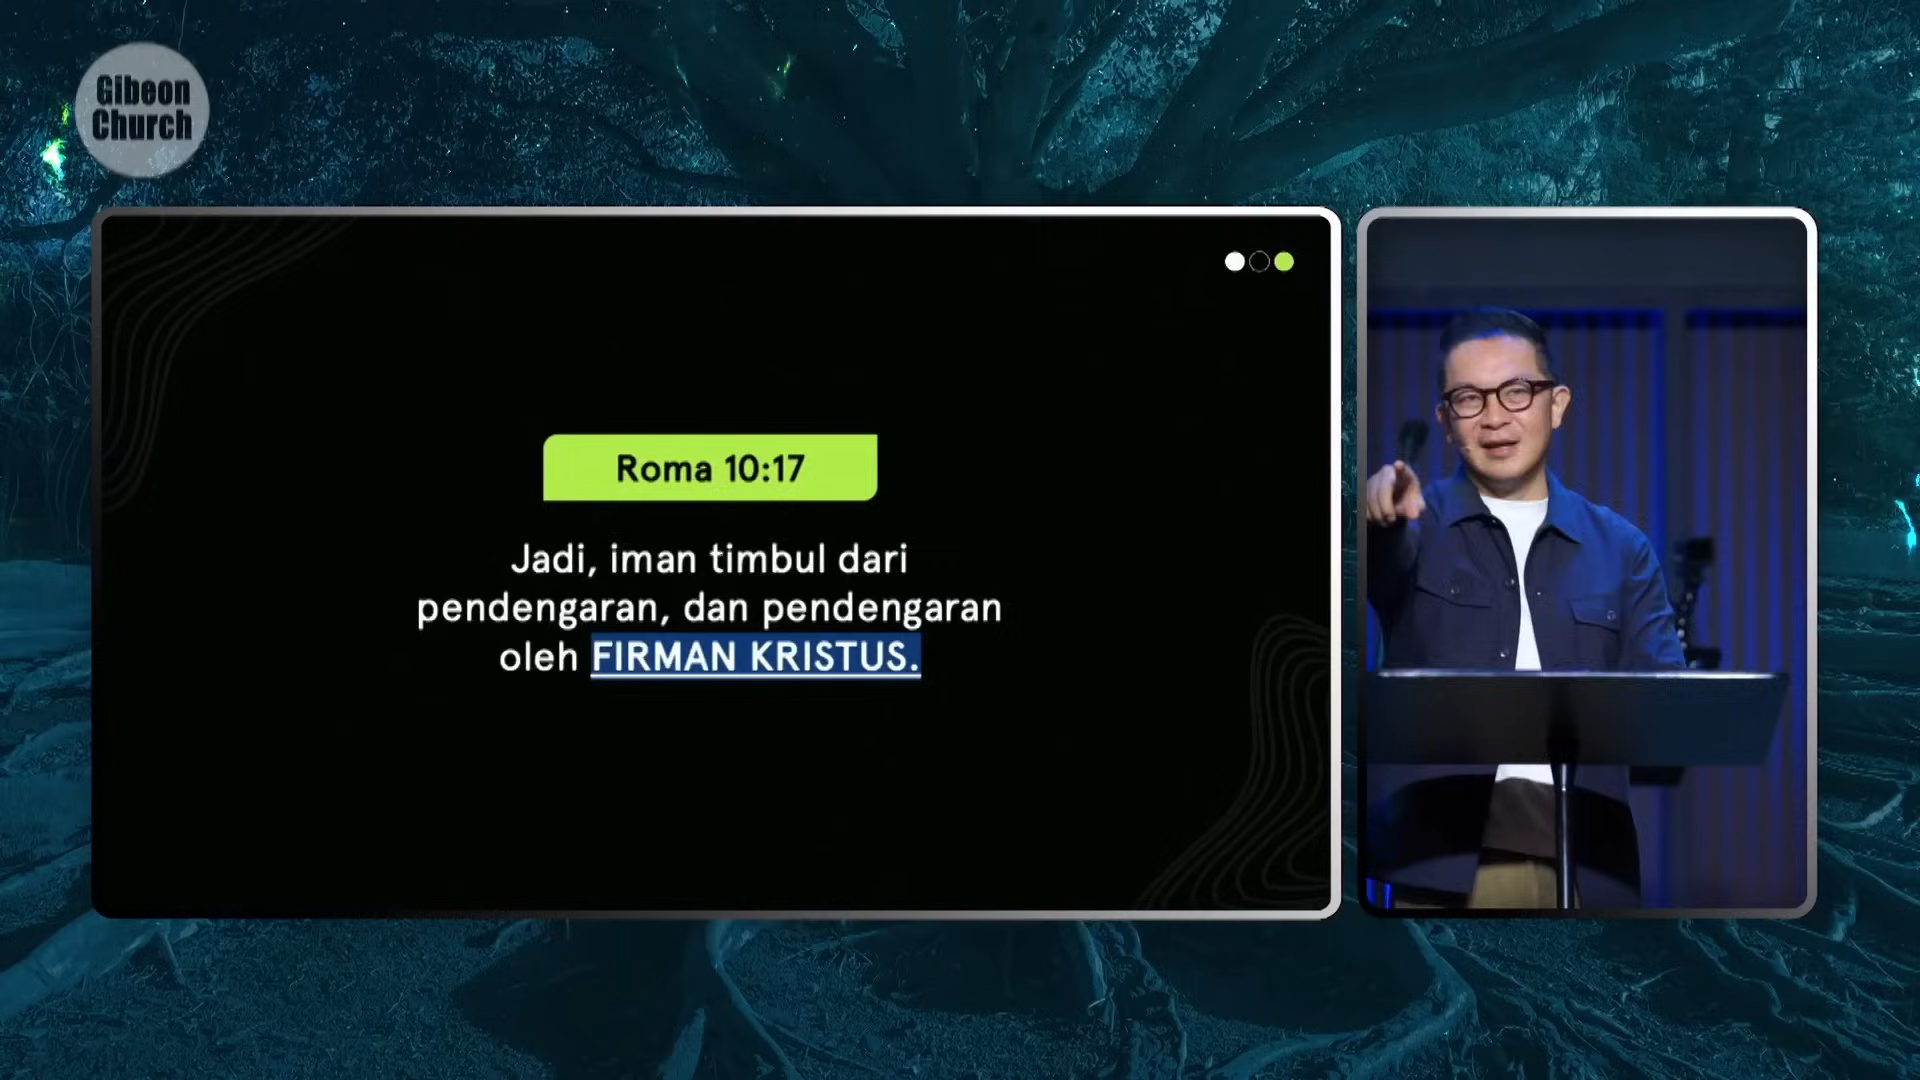 Gibeon
Church
Roma 10:17
Jadi, iman timbul dari
pendengaran, dan pendengaran
oleh FIRMAN KRISTUS.